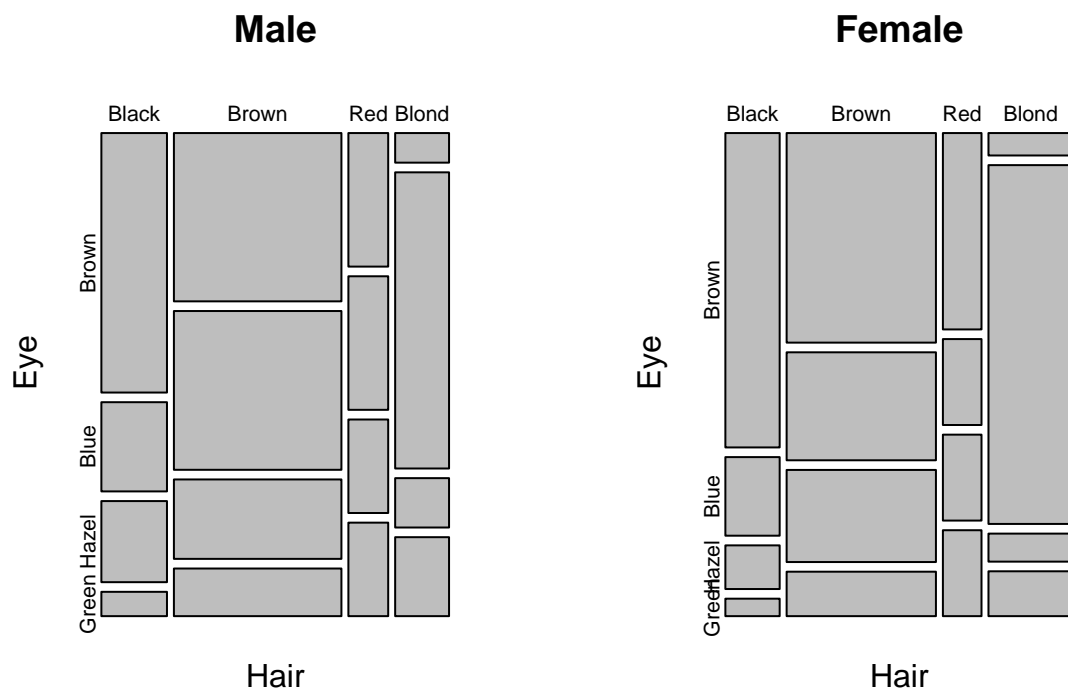 Male
Black Brown Red Blond
Brown
Blue
Hazel
Green
Eye
Hair
Female
Black Brown Red Blond
Brown
Blue
Hazel
Green
Eye
Hair